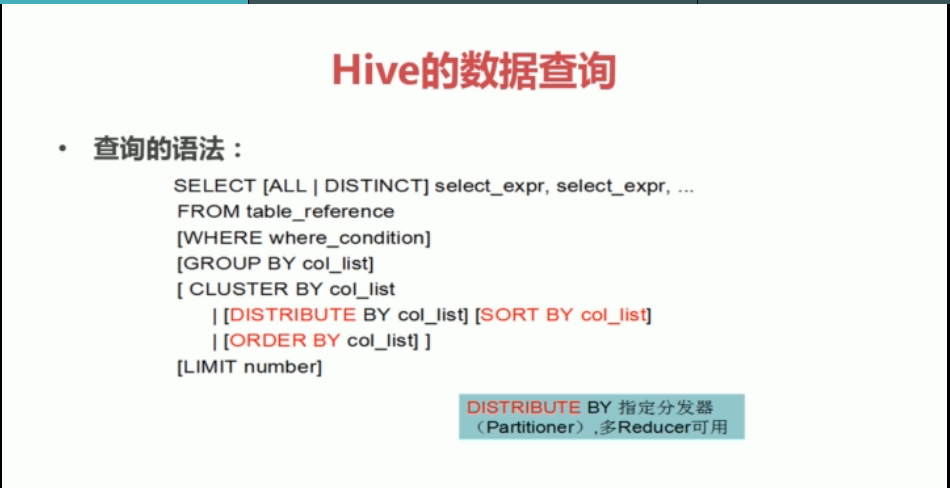 Hive的数据查询
• 查询的语法：
SELECT [ALL | DISTINCT] select_expr, select_expr, ...
FROM table_reference
[WHERE where_condition]
[GROUP BY col_list]
[ CLUSTER BY col_list
| [DISTRIBUTE BY col_list] [SORT BY col_list]
| [ORDER BY col_list] ]
[LIMIT number]
DISTRIBUTE BY 指定分发器
（Partitioner）,多Reducer可用